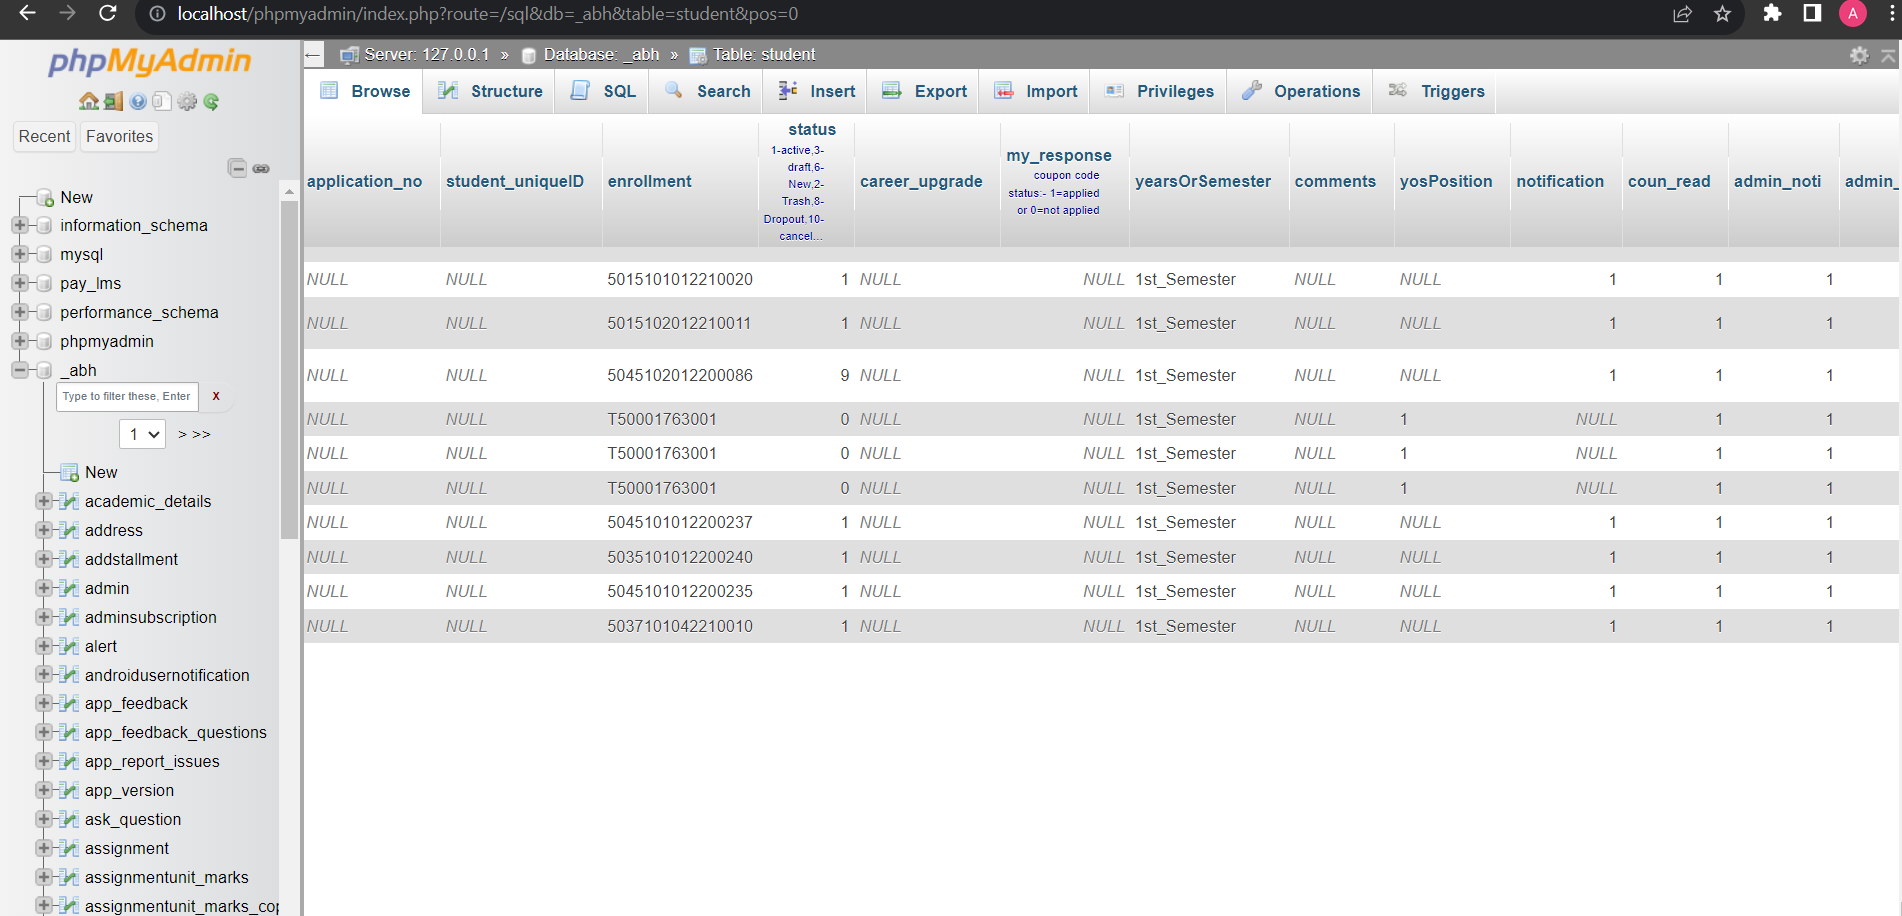 localhost/phpmyadmin/index.php?route=/sql&db=_abh&table=student&pos=0
A
phpMyAdmin
Recent Favorites
New
information_schema
mysql
pay_lms
performance_schema
phpmyadmin
_abh
Type to filter these, Enter X
1 > >>
New
academic_details
address
addstallment
admin
adminsubscription
alert
androidusernotification
app_feedback
app_feedback_questions
app_report_issues
app_version
ask_question
assignment
assignmentunit_marks
assignmentunit_marks_cop
Server: 127.0.0.1 » Database: _abh » Table: student
Browse Structure SQL Search Insert Export Import Privileges Operations Triggers
application_no student_uniqueID enrollment status career_upgrade my_response yearsOrSemester comments yosPosition notification coun_read admin_noti admin_
1-active,3-
draft,6-
New,2-
Trash,8-
Dropout,10-
cancel...
coupon code
status:- 1=applied
or 0=not applied
NULL NULL 5015101012210020 1 NULL NULL 1st_Semester NULL NULL 1 1 1
NULL NULL 5015102012210011 1 NULL NULL 1st_Semester NULL NULL 1 1 1
NULL NULL 5045102012200086 9 NULL NULL 1st_Semester NULL NULL 1 1 1
NULL NULL T50001763001 0 NULL NULL 1st_Semester NULL 1 NULL 1 1
NULL NULL T50001763001 0 NULL NULL 1st_Semester NULL 1 NULL 1 1
NULL NULL T50001763001 0 NULL NULL 1st_Semester NULL 1 NULL 1 1
NULL NULL 5045101012200237 1 NULL NULL 1st_Semester NULL NULL 1 1 1
NULL NULL 5035101012200240 1 NULL NULL 1st_Semester NULL NULL 1 1 1
NULL NULL 5045101012200235 1 NULL NULL 1st_Semester NULL NULL 1 1 1
NULL NULL 5037101042210010 1 NULL NULL 1st_Semester NULL NULL 1 1 1